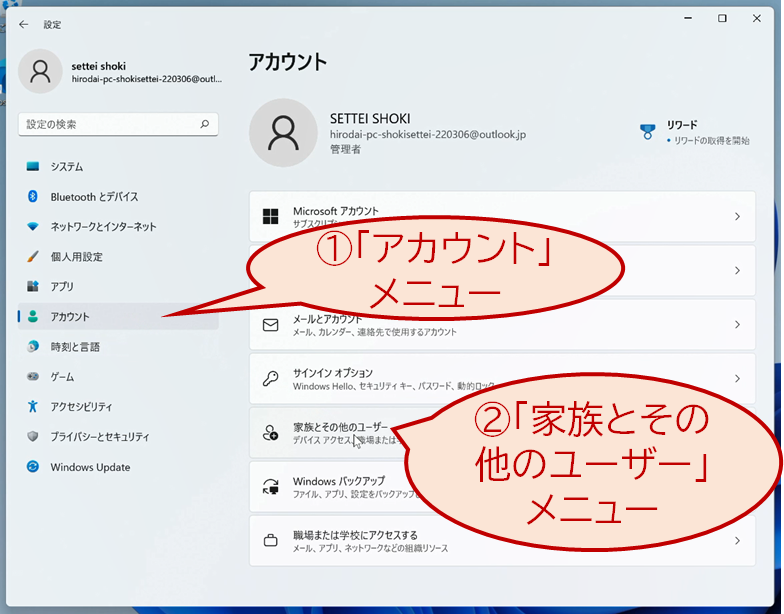 設定
settei shoki
hirodai-pc-shokisettei-220306@outl...
設定の検索
システム
Bluetooth とデバイス
ネットワークとインターネット
個人用設定
アプリ
アカウント
時刻と言語
ゲーム
アクセシビリティ
プライバシーとセキュリティ
Windows Update
アカウント
SETTEI SHOKI
hirodai-pc-shokisettei-220306@outlook.jp
管理者
リワード
• リワードの取得を開始
Microsoft アカウント
サブスクリプ
①「アカウント」
メニュー
メールとアカウント
メール、カレンダー、連絡先で使用するアカウント
サインイン オプション
Windows Hello、セキュリティ キー、パスワード、動的ロック
家族とその他のユーザー
デバイス アクセス、職場または
②「家族とその
他のユーザー」
メニュー
Windows バックアップ
ファイル、アプリ、設定をバックアップし
職場または学校にアクセスする
メール、アプリ、ネットワークなどの組織リソース